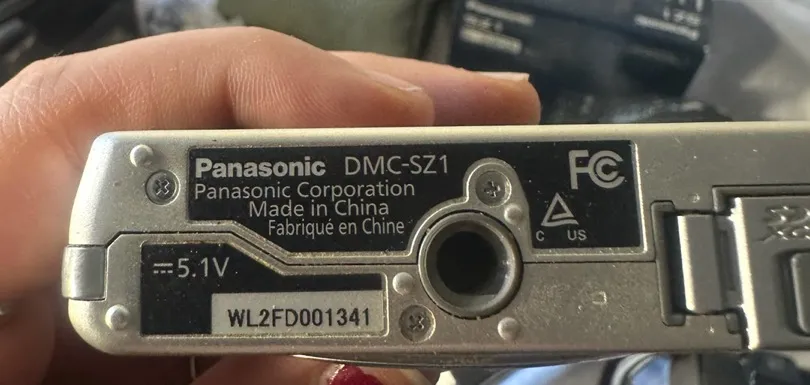 Panasonic DMC-SZ1
Panasonic Corporation
Made in China
Fabriqué en Chine
FC
C US
⎓5.1V
WL2FD001341